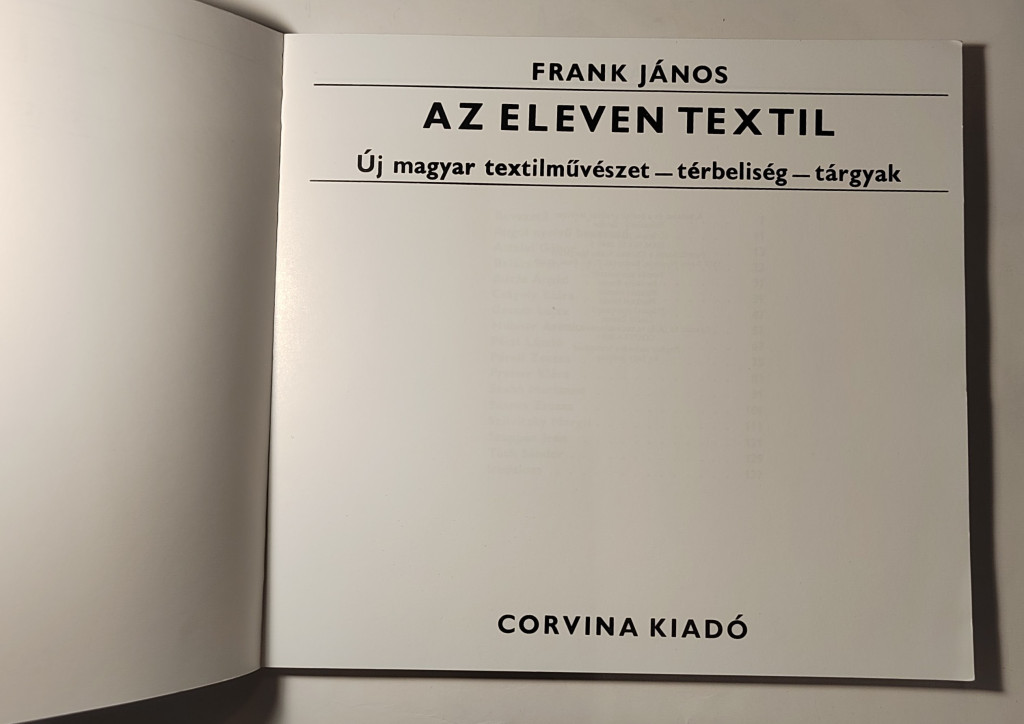 FRANK JÁNOS
AZ ELEVEN TEXTIL
Új magyar textilművészet — térbeliség — tárgyak
CORVINA KIADÓ